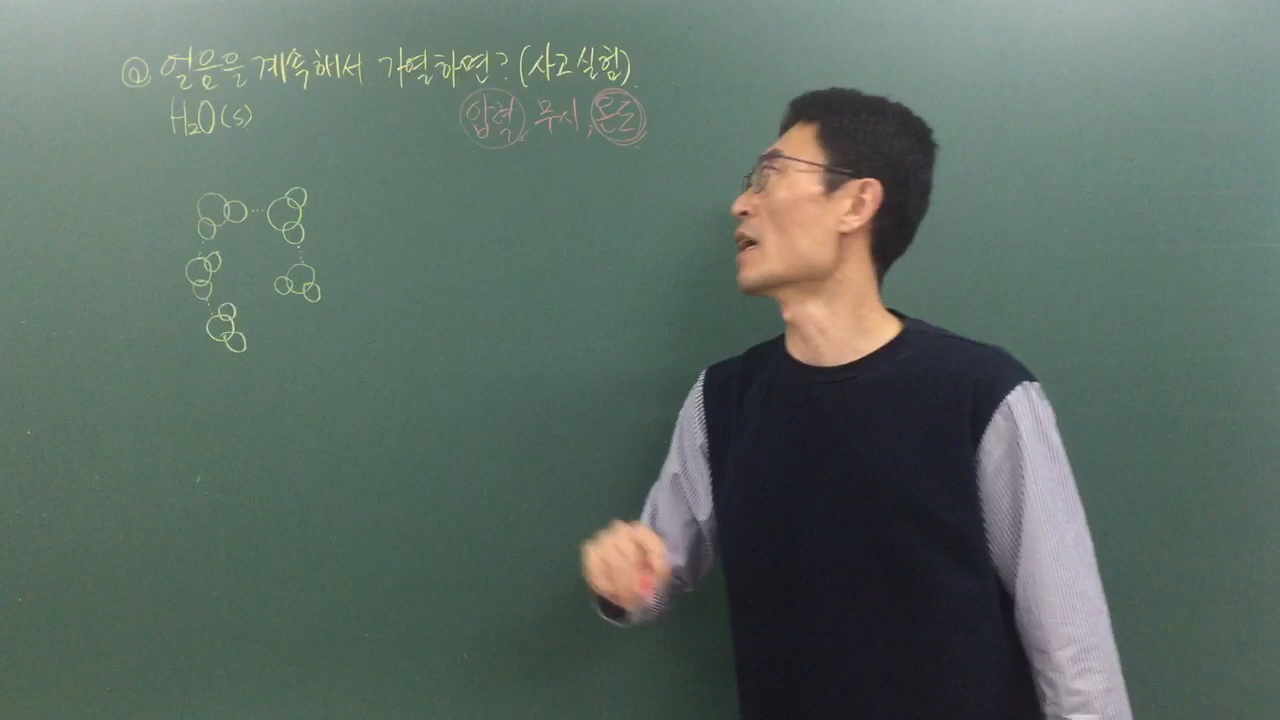 Q 얼음을 계속해서 가열하면? (사고실험).
H₂O(s) 압력, 무시, 온도